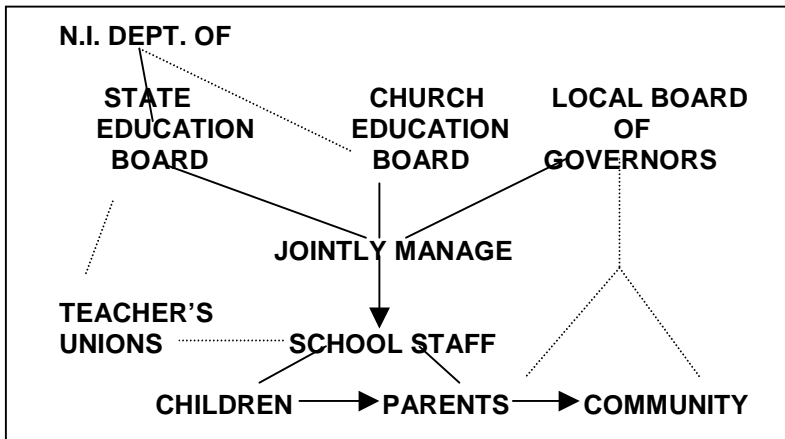 N.I. DEPT. OF
STATE
EDUCATION
BOARD
CHURCH
EDUCATION
BOARD
LOCAL BOARD
OF
GOVERNORS
JOINTLY MANAGE
TEACHER’S
UNIONS
SCHOOL STAFF
CHILDREN
PARENTS
COMMUNITY